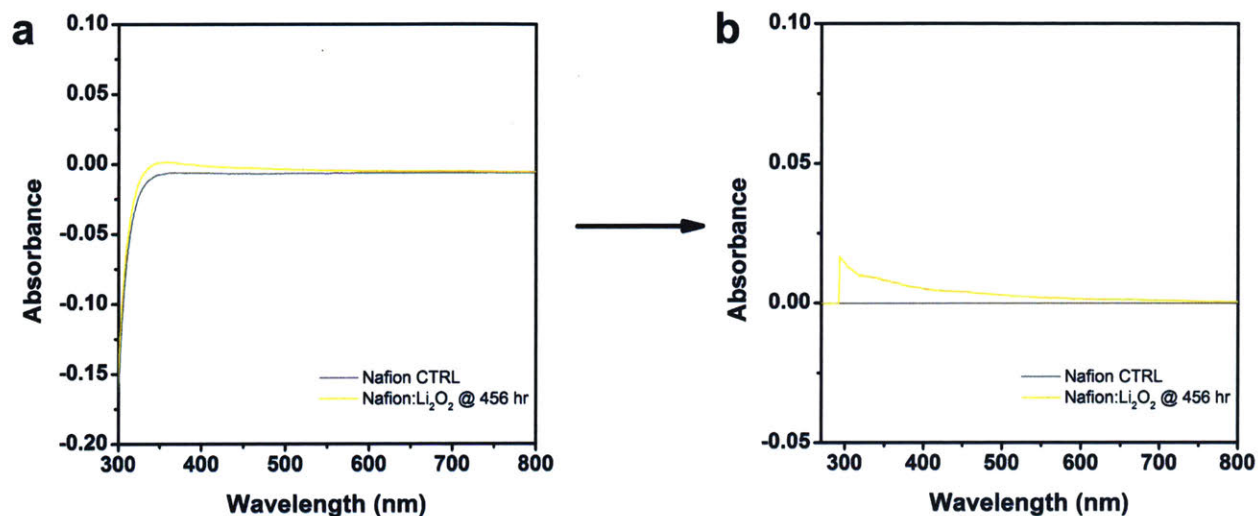 a
0.10
0.05
0.00
-0.05
-0.10
-0.15
-0.20
Absorbance
300 400 500 600 700 800
Wavelength (nm)
Nafion CTRL
Nafion:Li₂O₂ @ 456 hr
b
0.10
0.05
0.00
-0.05
Absorbance
300 400 500 600 700 800
Wavelength (nm)
Nafion CTRL
Nafion:Li₂O₂ @ 456 hr